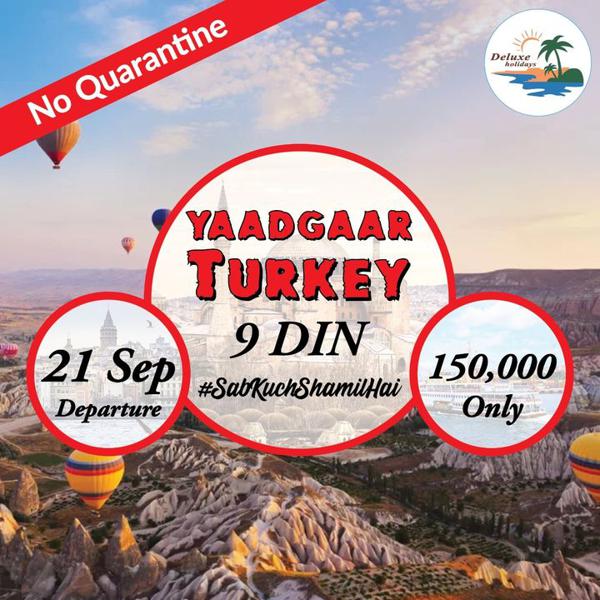 No Quarantine
Deluxe
holidays
YAADGAAR
TURKEY
9 DIN
#SabKuchShamilHai
21 Sep
Departure
150,000
Only